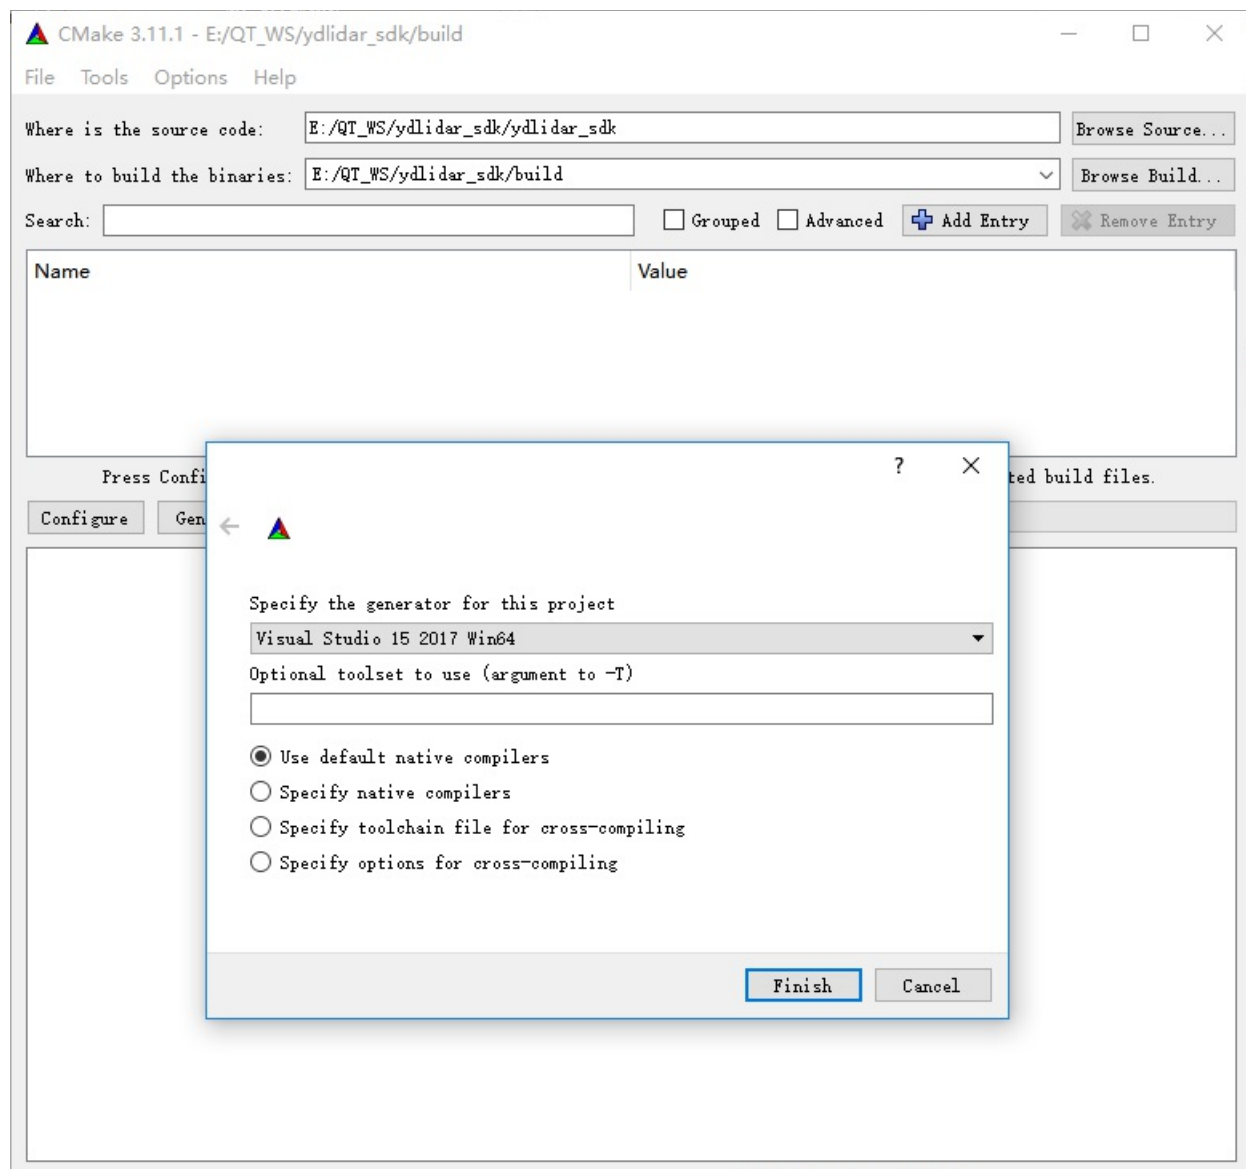 CMake 3.11.1 - E:/QT_WS/ydlidar_sdk/build
File Tools Options Help
Where is the source code: E:/QT_WS/ydlidar_sdk/ydlidar_sdk Browse Source...
Where to build the binaries: E:/QT_WS/ydlidar_sdk/build Browse Build...
Search: Grouped Advanced Add Entry Remove Entry
Name Value
Press Confi ted build files.
Configure Gen
?
Specify the generator for this project
Visual Studio 15 2017 Win64
Optional toolset to use (argument to -T)
Use default native compilers
Specify native compilers
Specify toolchain file for cross-compiling
Specify options for cross-compiling
Finish Cancel